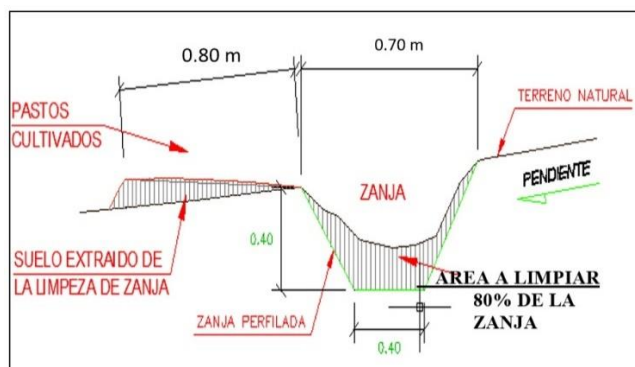 0.80 m
0.70 m
PASTOS
CULTIVADOS
TERRENO NATURAL
ZANJA
PENDIENTE
0.40
SUELO EXTRAIDO DE
LA LIMPEZA DE ZANJA
AREA A LIMPIAR
80% DE LA
ZANJA
ZANJA PERFILADA
0.40